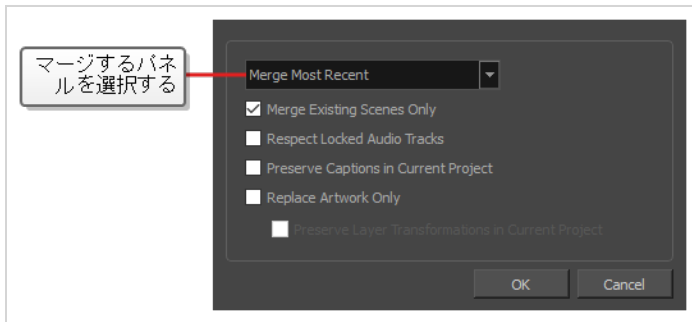 マージするパネ
ルを選択する
Merge Most Recent
Merge Existing Scenes Only
Respect Locked Audio Tracks
Preserve Captions in Current Project
Replace Artwork Only
Preserve Layer Transformations in Current Project
OK
Cancel